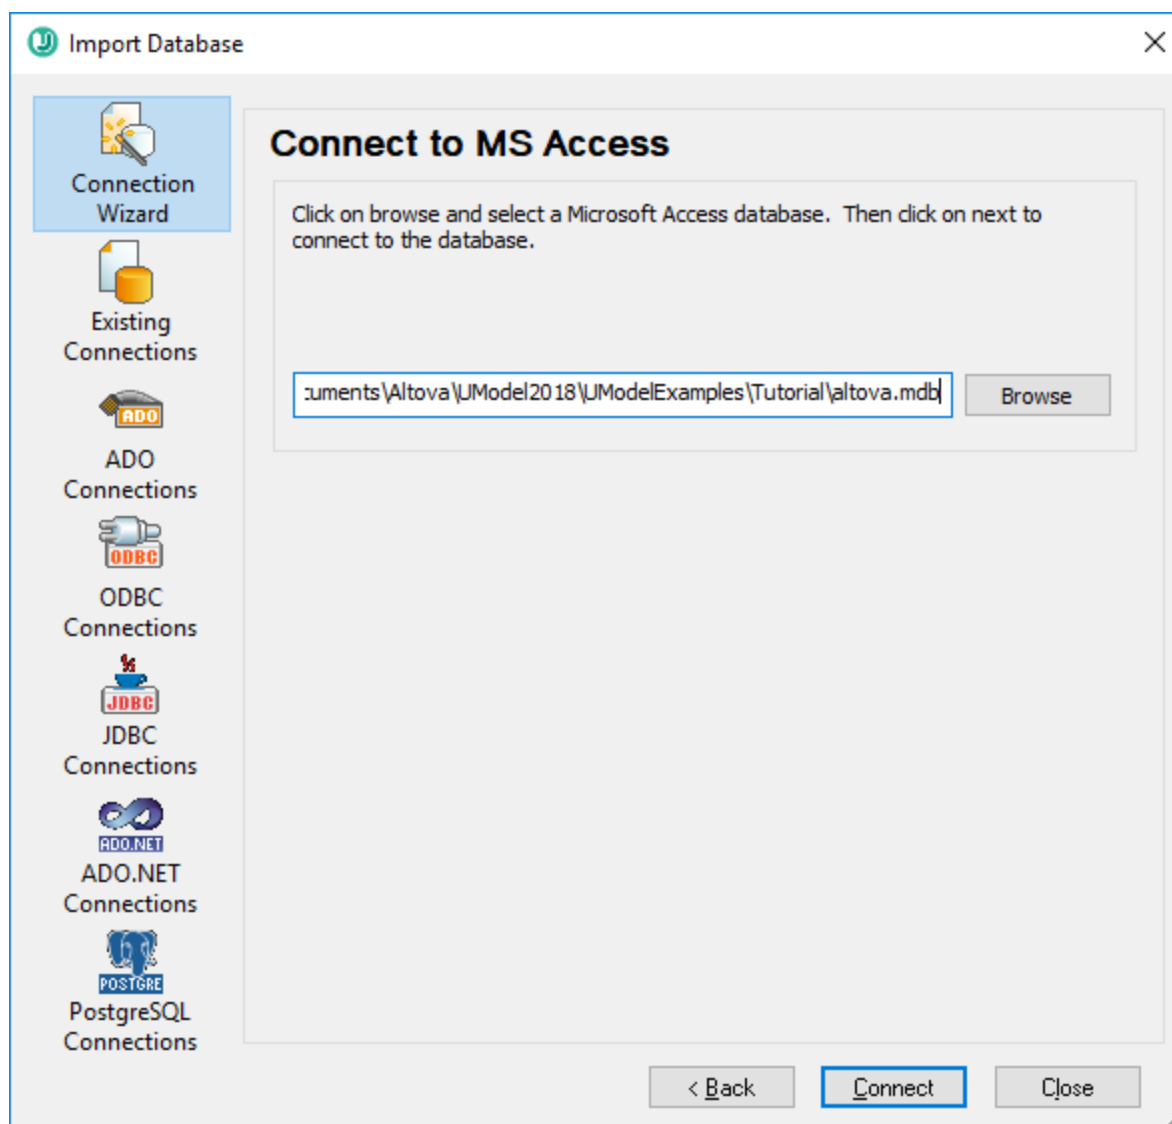 Import Database
Connection
Wizard
Existing
Connections
ADO
ADO
Connections
ODBC
ODBC
Connections
JDBC
JDBC
Connections
ADO.NET
ADO.NET
Connections
POSTGRE
PostgreSQL
Connections
Connect to MS Access
Click on browse and select a Microsoft Access database. Then click on next to
connect to the database.
:uments\Altova\UModel2018\UModelExamples\Tutorial\altova.mdb
Browse
< Back
Connect
Close